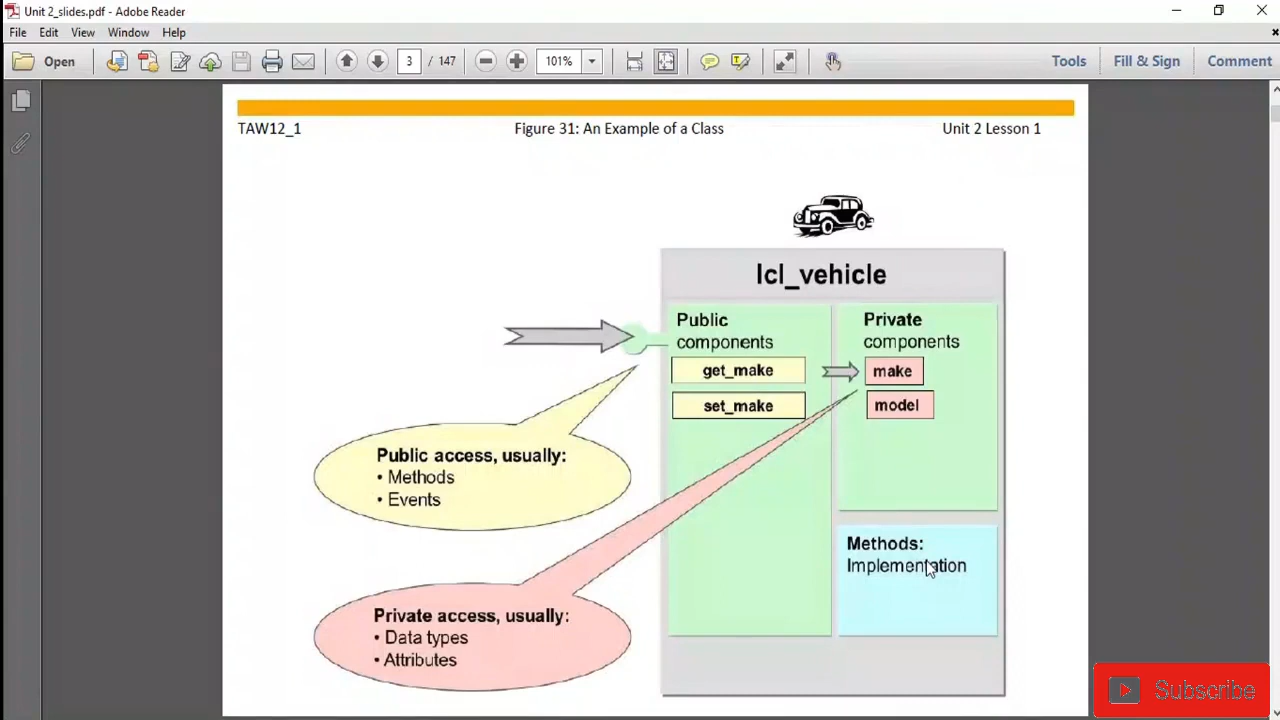 Unit 2_slides.pdf - Adobe Reader
File Edit View Window Help
Open 3 / 147 101% Tools Fill & Sign Comment
TAW12_1 Figure 31: An Example of a Class Unit 2 Lesson 1
lcl_vehicle
Public
components
get_make
set_make
Private
components
make
model
Public access, usually:
• Methods
• Events
Methods:
Implementation
Private access, usually:
• Data types
• Attributes
Subscribe